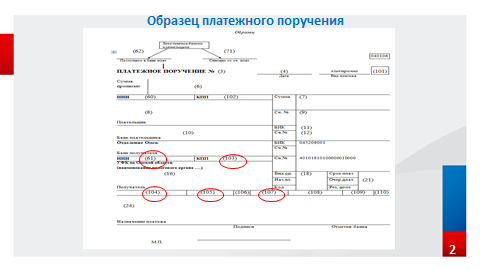 Образец платежного поручения
Образец
(62) (71)
Поступило в банк плат. Списано со сч. плат.
0401060
ПЛАТЕЖНОЕ ПОРУЧЕНИЕ № (3) (4) (101)
Дата Вид платежа
Сумма
прописью (6)
ИНН (60) КПП (102) Сумма (7)
(8) Сч. № (9)
Плательщик
(10) БИК (11)
Сч. № (12)
Банк плательщика
Отделение Омск БИК 045209001
Сч. №
Банк получателя
ИНН (61) КПП (103) Сч. № 40101810100000010000
УФК по Омской области
(наименование налогового органа ....)
(16) Вид оп. (18) Срок плат.
Наз. пл. Очер. плат. (21)
Получатель Код Рез. поле
(104) (105) (106) (107) (108) (109) (110)
(24)
Назначение платежа
Подписи Отметки банка
М.П.
2